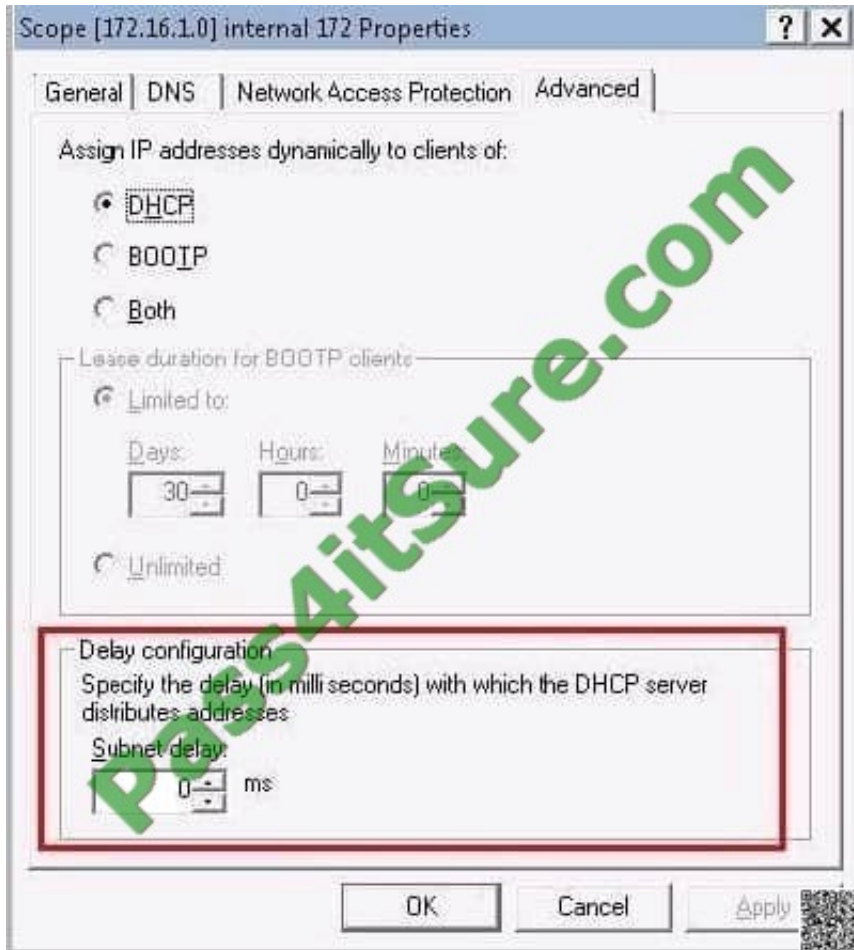 Scope [172.16.1.0] internal 172 Properties
? X
General DNS Network Access Protection Advanced
Assign IP addresses dynamically to clients of:
DHCP
BOOTP
Both
Lease duration for BOOTP clients
Limited to:
Days: Hours: Minutes:
30 0 0
Unlimited
Delay configuration
Specify the delay (in milli seconds) with which the DHCP server
distributes addresses
Subnet delay:
0 ms
OK Cancel Apply
Pass4itSure.com